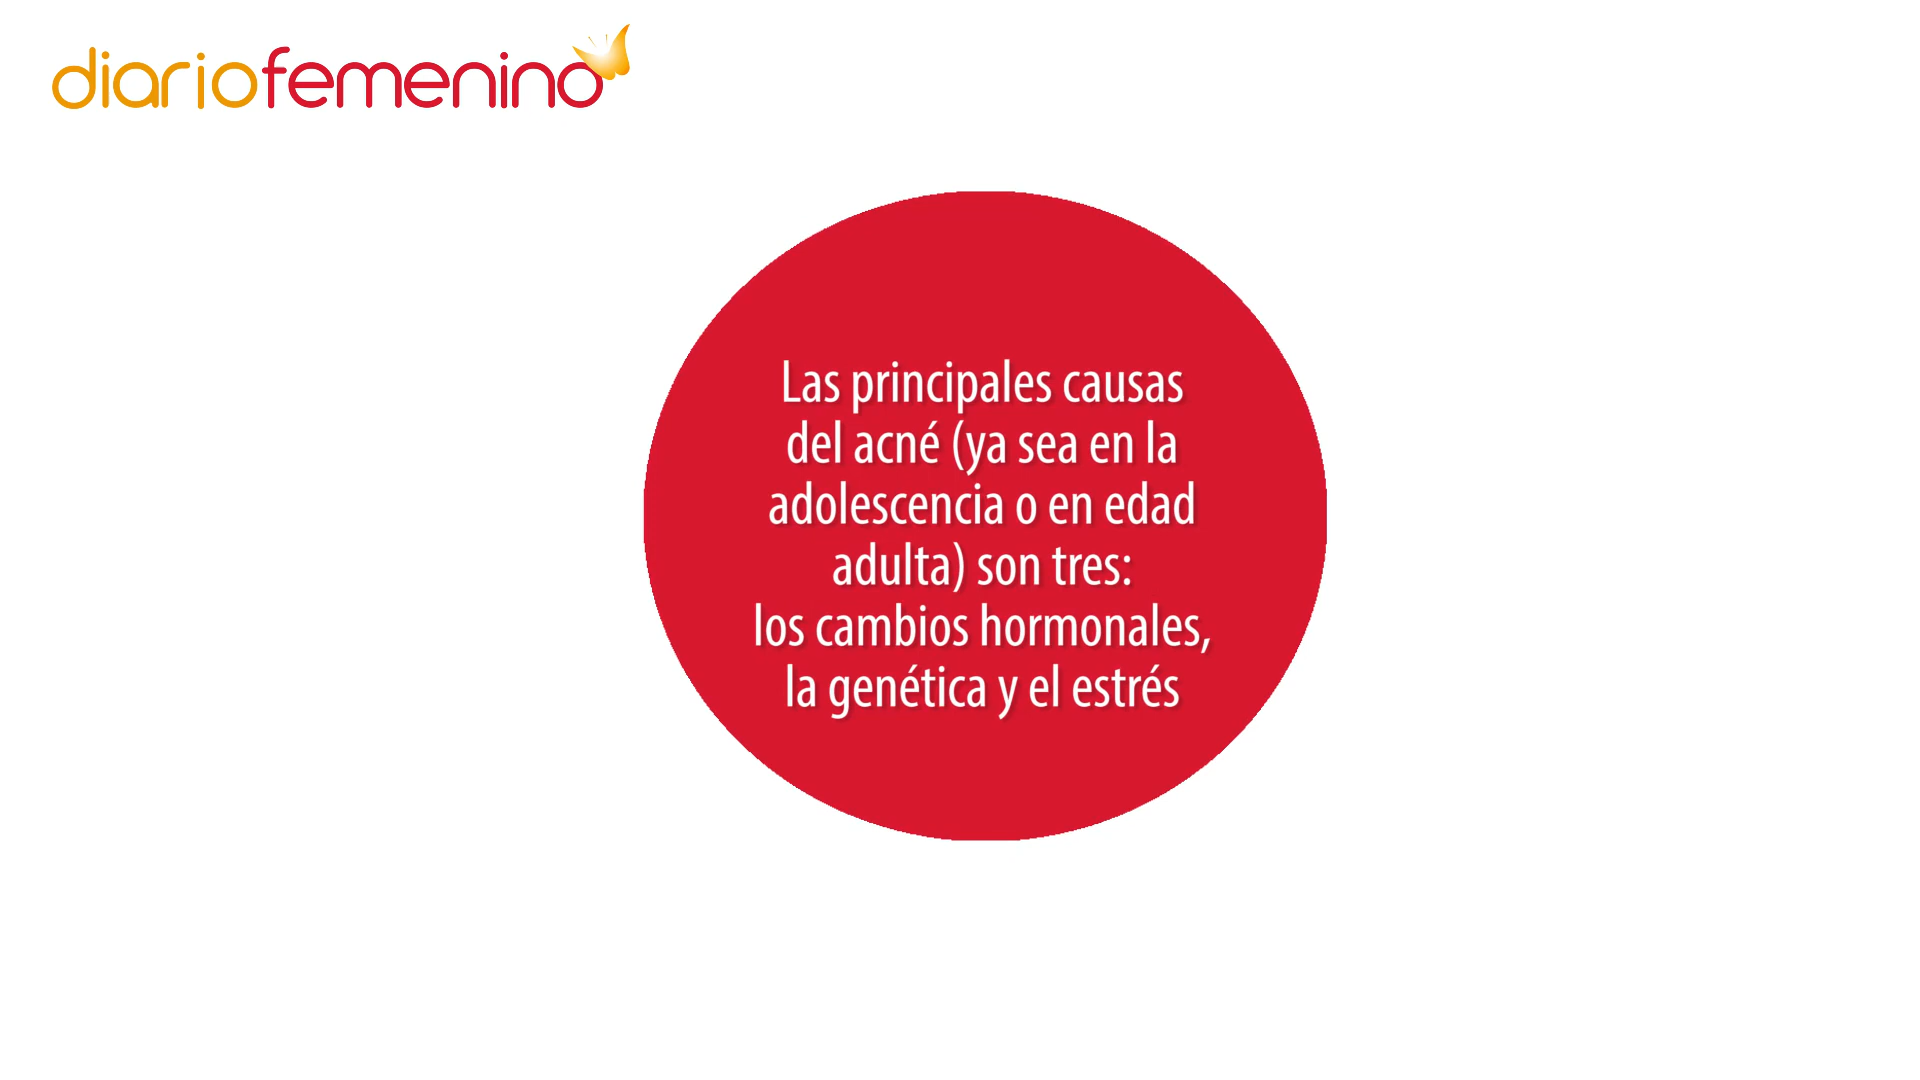 diariofemenino
Las principales causas
del acné (ya sea en la
adolescencia o en edad
adulta) son tres:
los cambios hormonales,
la genética y el estrés